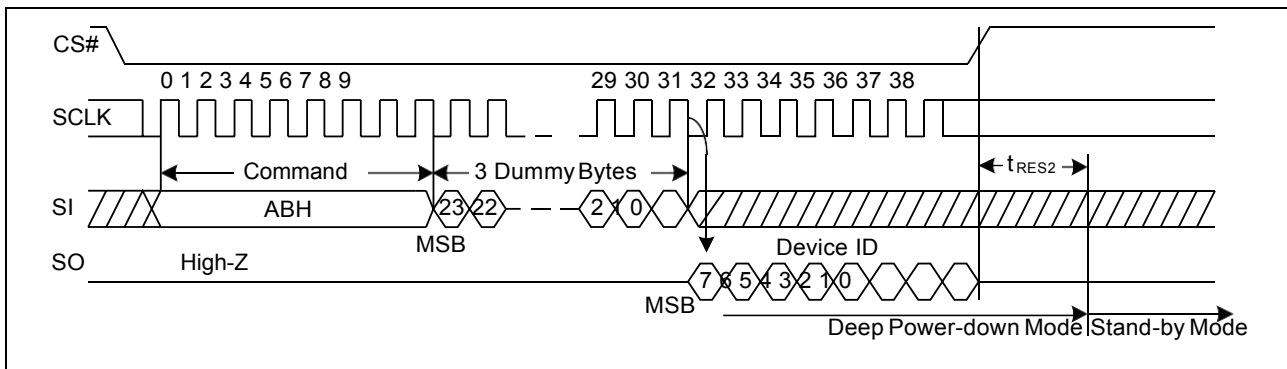 CS#
0 1 2 3 4 5 6 7 8 9 29 30 31 32 33 34 35 36 37 38
SCLK
Command 3 Dummy Bytes tRES2
SI ABH 23 22 2 1 0
MSB
SO High-Z Device ID
7 6 5 4 3 2 1 0
MSB
Deep Power-down Mode Stand-by Mode